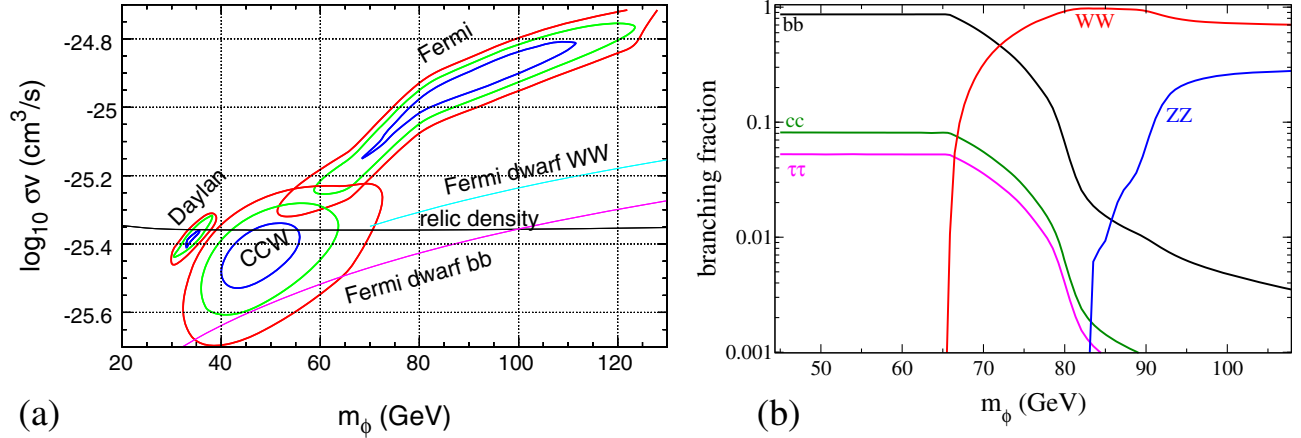 log₁₀ σv (cm³/s)
-24.8
-25
-25.2
-25.4
-25.6
20
40
60
80
100
120
Fermi
Daylan
CCW
Fermi dwarf WW
relic density
Fermi dwarf bb
(a)
mϕ (GeV)
branching fraction
1
0.1
0.01
0.001
bb
WW
cc
ττ
ZZ
50
60
70
80
90
100
mϕ (GeV)
(b)